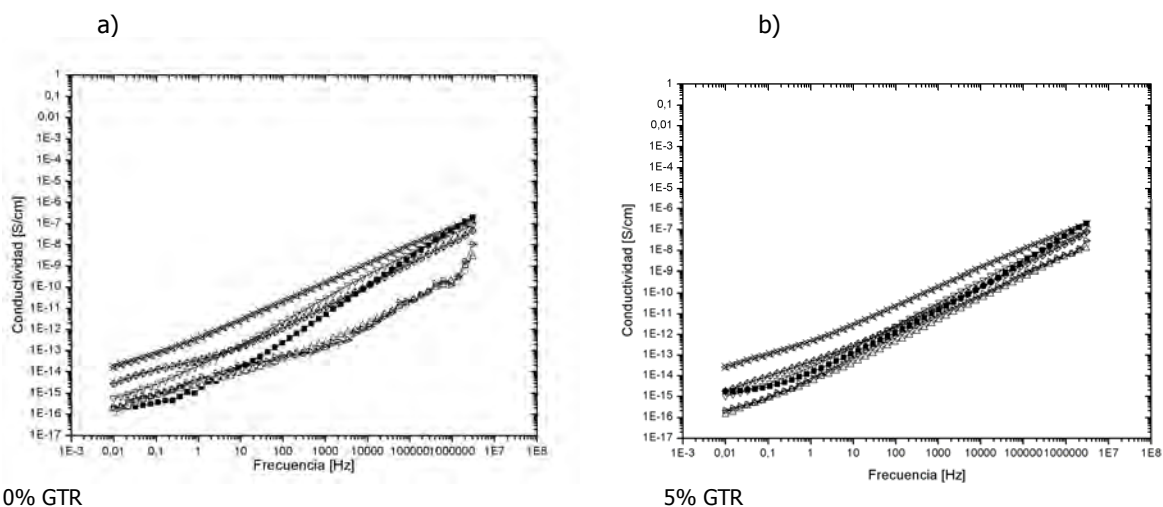 a)
1
0,1
0,01
1E-3
1E-4
1E-5
1E-6
1E-7
1E-8
1E-9
1E-10
1E-11
1E-12
1E-13
1E-14
1E-15
1E-16
1E-17
Conductividad [S/cm]
1E-3 0,01 0,1 1 10 100 1000 10000 100000 1000000 1E7 1E8
Frecuencia [Hz]
0% GTR
b)
1
0,1
0,01
1E-3
1E-4
1E-5
1E-6
1E-7
1E-8
1E-9
1E-10
1E-11
1E-12
1E-13
1E-14
1E-15
1E-16
1E-17
Conductividad [S/cm]
1E-3 0,01 0,1 1 10 100 1000 10000 100000 1000000 1E7 1E8
Frecuencia [Hz]
5% GTR